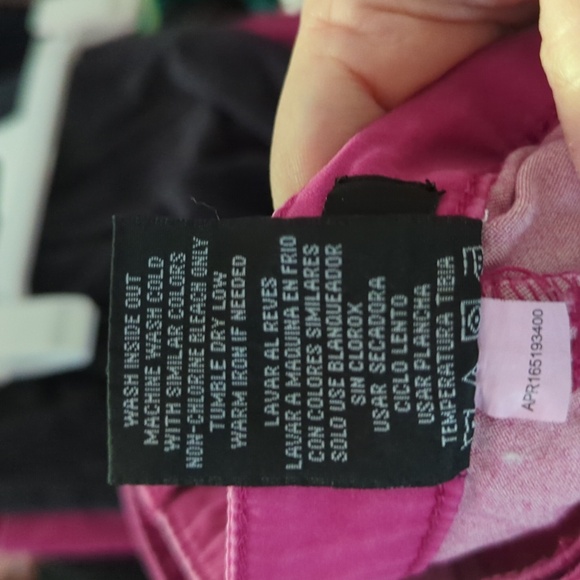 WASH INSIDE OUT
MACHINE WASH COLD
WITH SIMILAR COLORS
NON-CHLORINE BLEACH ONLY
TUMBLE DRY LOW
WARM IRON IF NEEDED
LAVAR AL REVES
LAVAR A MAQUINA EN FRIO
CON COLORES SIMILARES
SOLO USE BLANQUEADOR
SIN CLOROX
USAR SECADORA
CICLO LENTO
USAR PLANCHA
TEMPERATURA TIBIA
APR165193400